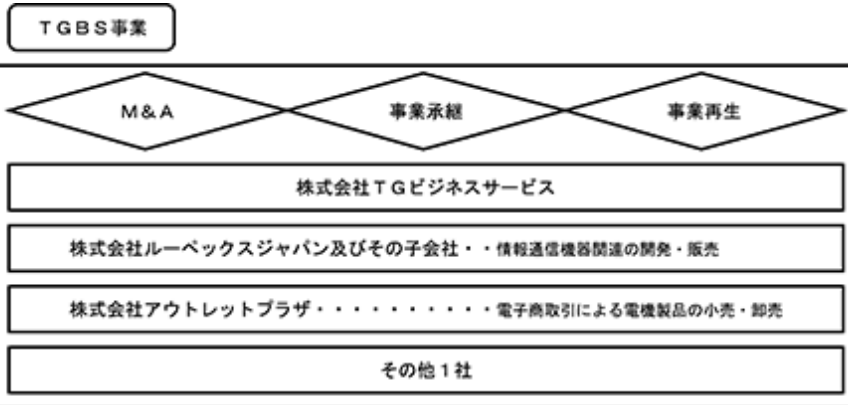 TGBS事業
M&A
事業承継
事業再生
株式会社TGビジネスサービス
株式会社ルーペックスジャパン及びその子会社・・情報通信機器関連の開発・販売
株式会社アウトレットプラザ・・・・・・・・・・電子商取引による電機製品の小売・卸売
その他1社